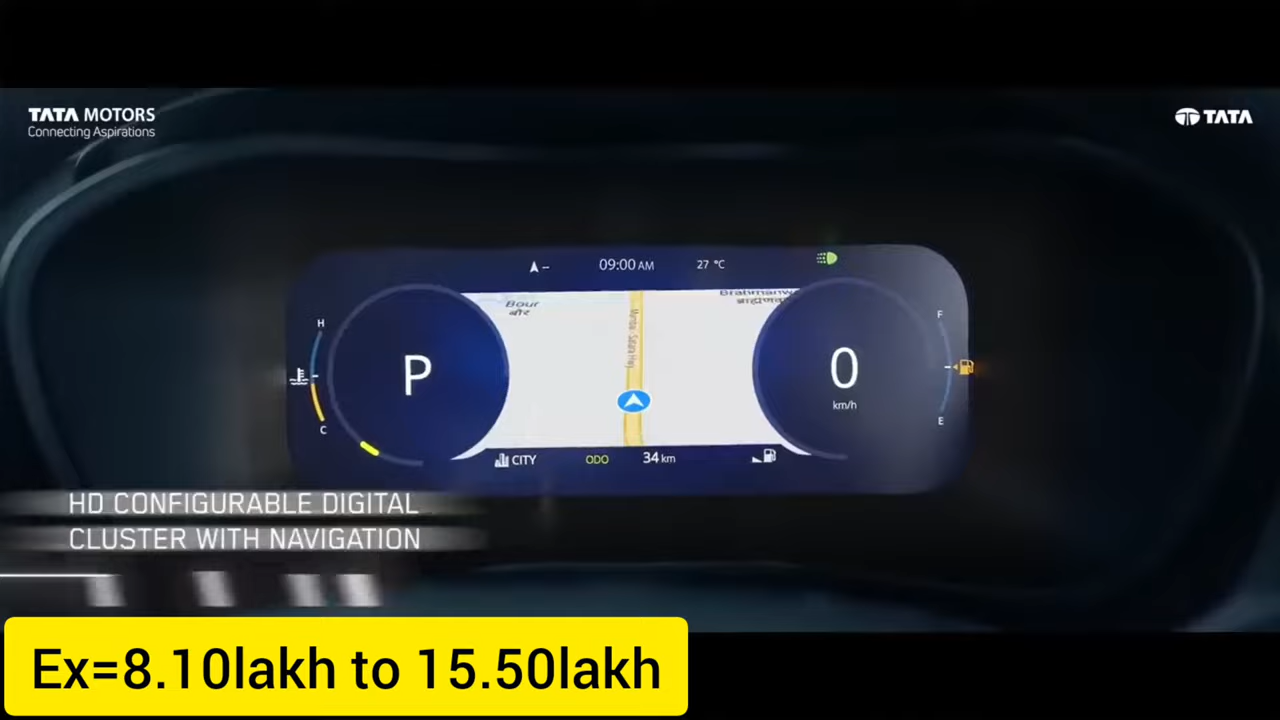 TATA MOTORS
Connecting Aspirations
TATA
--
09:00 AM
27 °C
Bour
बौर
H
F
P
0
km/h
C
E
CITY
ODO
34 km
HD CONFIGURABLE DIGITAL
CLUSTER WITH NAVIGATION
Ex=8.10lakh to 15.50lakh